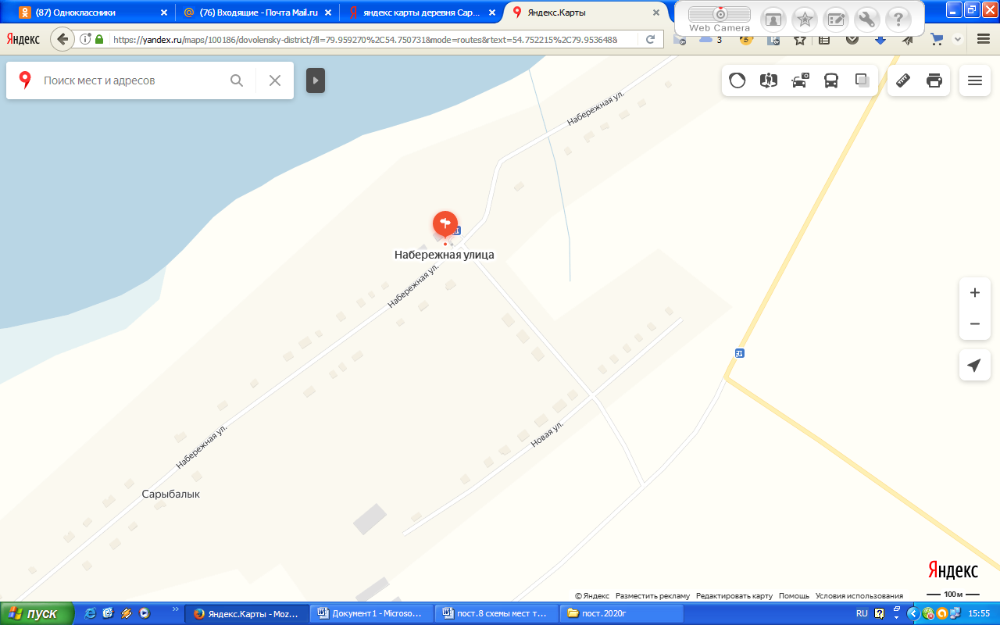 (87) Одноклассники
(76) Входящие - Почта Mail.ru
яндекс карты деревня Сар...
Яндекс.Карты
Web Camera
Яндекс
https://yandex.ru/maps/100186/dovolensky-district/?ll=79.959270%2C54.750731&mode=routes&rtext=54.752215%2C79.953648&
3
5
Поиск мест и адресов
Набережная ул.
Набережная улица
Набережная ул.
Новая ул.
Набережная ул.
Сарыбалык
Яндекс
© Яндекс Разместить рекламу Редактировать карту Помощь Условия использования
100 м
пуск
Яндекс.Карты - Moz...
Документ1 - Microso...
пост.8 схемы мест т...
пост.2020г
RU
15:55